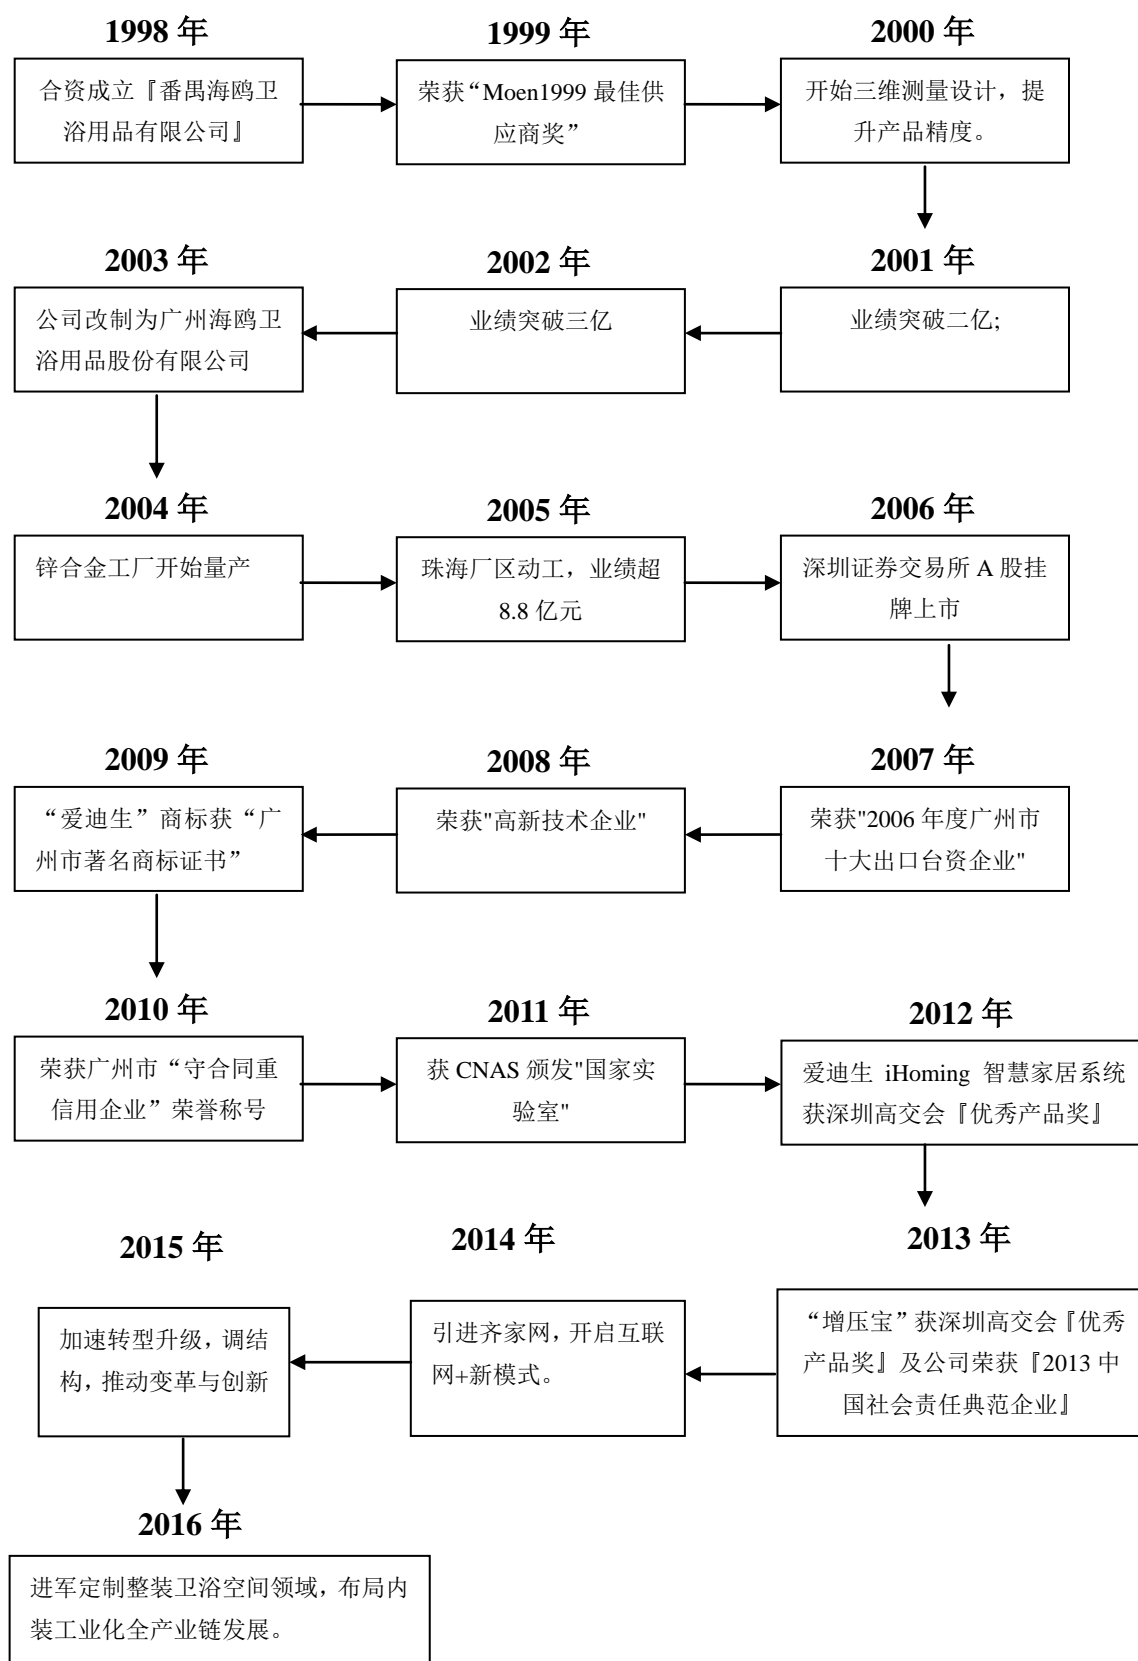 1998 年
合资成立『番禺海鸥卫
浴用品有限公司』
1999 年
荣获“Moen1999 最佳供
应商奖”
2000 年
开始三维测量设计，提
升产品精度。
2001 年
业绩突破二亿;
2002 年
业绩突破三亿
2003 年
公司改制为广州海鸥卫
浴用品股份有限公司
2004 年
锌合金工厂开始量产
2005 年
珠海厂区动工，业绩超
8.8 亿元
2006 年
深圳证券交易所 A 股挂
牌上市
2007 年
荣获"2006 年度广州市
十大出口台资企业"
2008 年
荣获"高新技术企业"
2009 年
“爱迪生”商标获“广
州市著名商标证书”
2010 年
荣获广州市“守合同重
信用企业”荣誉称号
2011 年
获 CNAS 颁发"国家实
验室"
2012 年
爱迪生 iHoming 智慧家居系统
获深圳高交会『优秀产品奖』
2013 年
“增压宝”获深圳高交会『优秀
产品奖』及公司荣获『2013 中
国社会责任典范企业』
2014 年
引进齐家网，开启互联
网+新模式。
2015 年
加速转型升级，调结
构，推动变革与创新
2016 年
进军定制整装卫浴空间领域，布局内
装工业化全产业链发展。